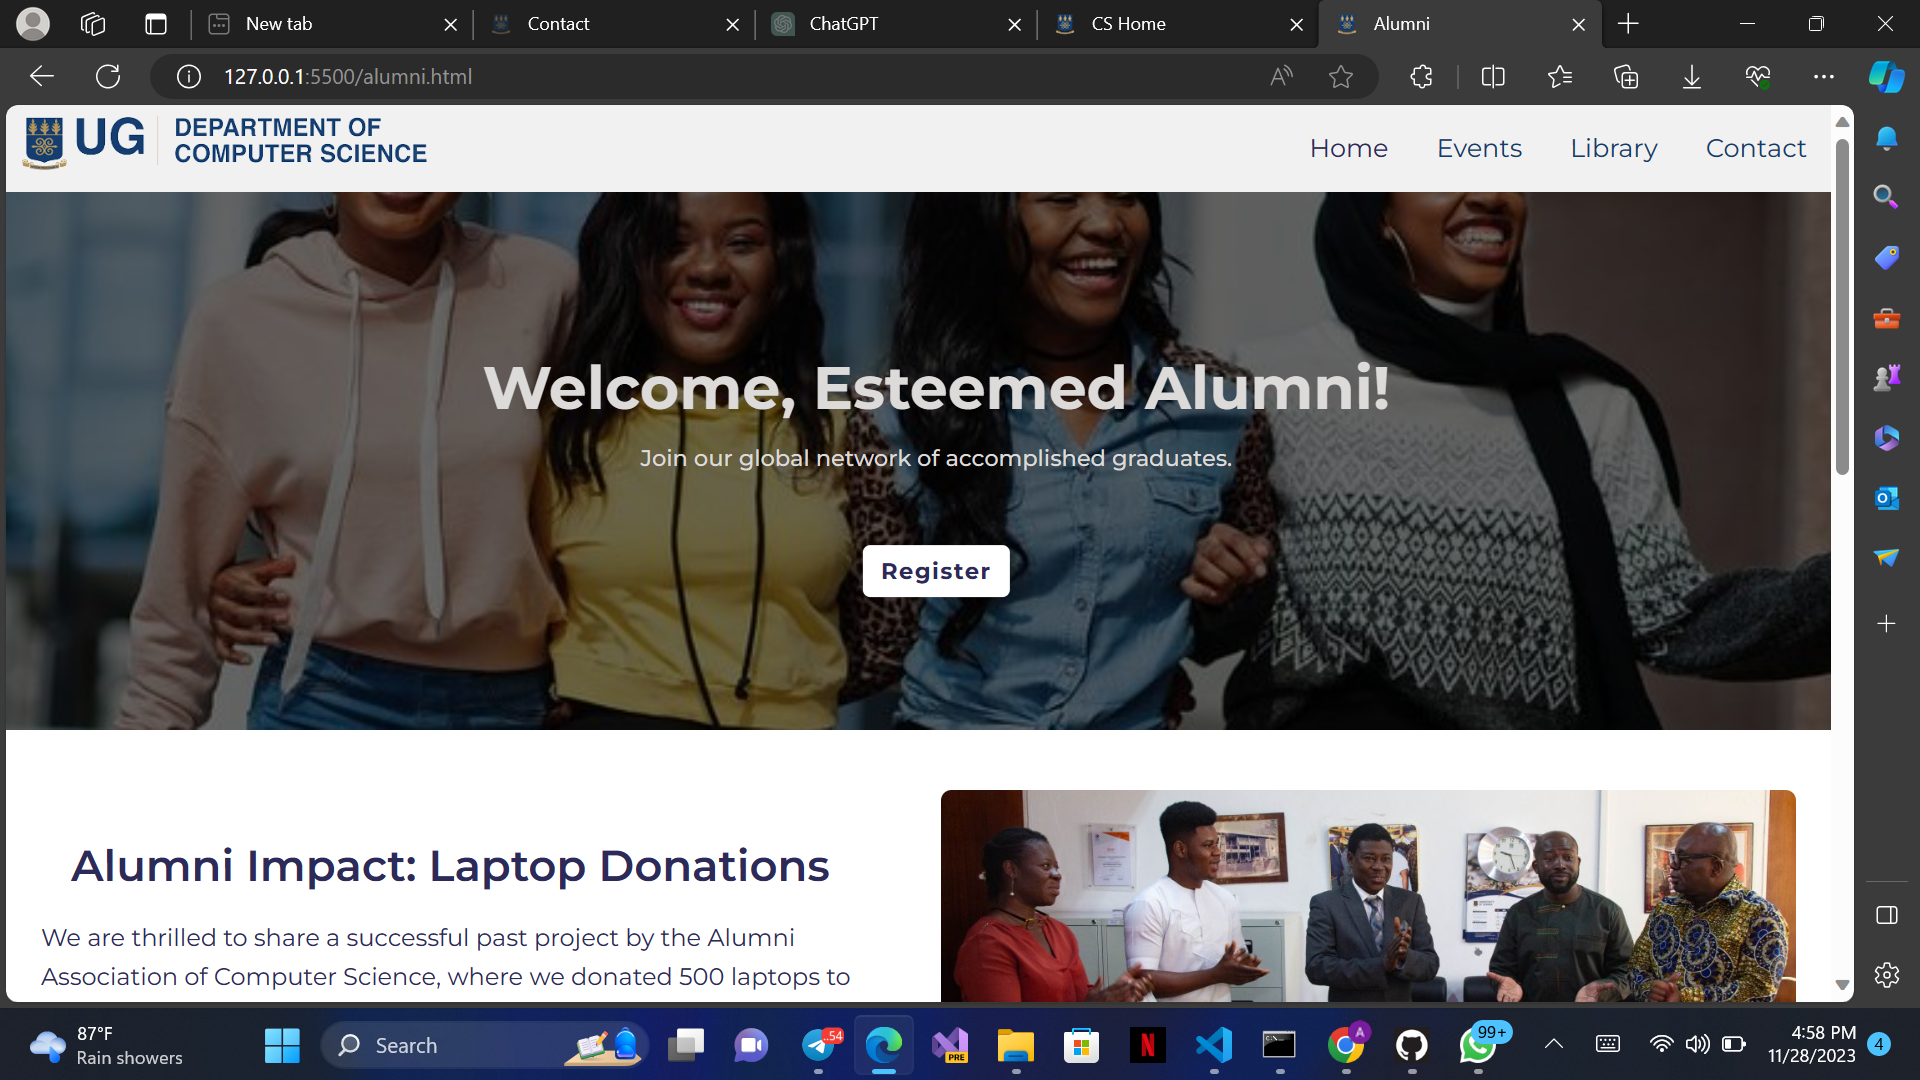 New tab
Contact
ChatGPT
CS Home
Alumni
127.0.0.1:5500/alumni.html
UG
DEPARTMENT OF
COMPUTER SCIENCE
Home
Events
Library
Contact
Welcome, Esteemed Alumni!
Join our global network of accomplished graduates.
Register
Alumni Impact: Laptop Donations
We are thrilled to share a successful past project by the Alumni
Association of Computer Science, where we donated 500 laptops to
87°F
Rain showers
Search
..54
PRE
N
A
99+
4:58 PM
11/28/2023
4